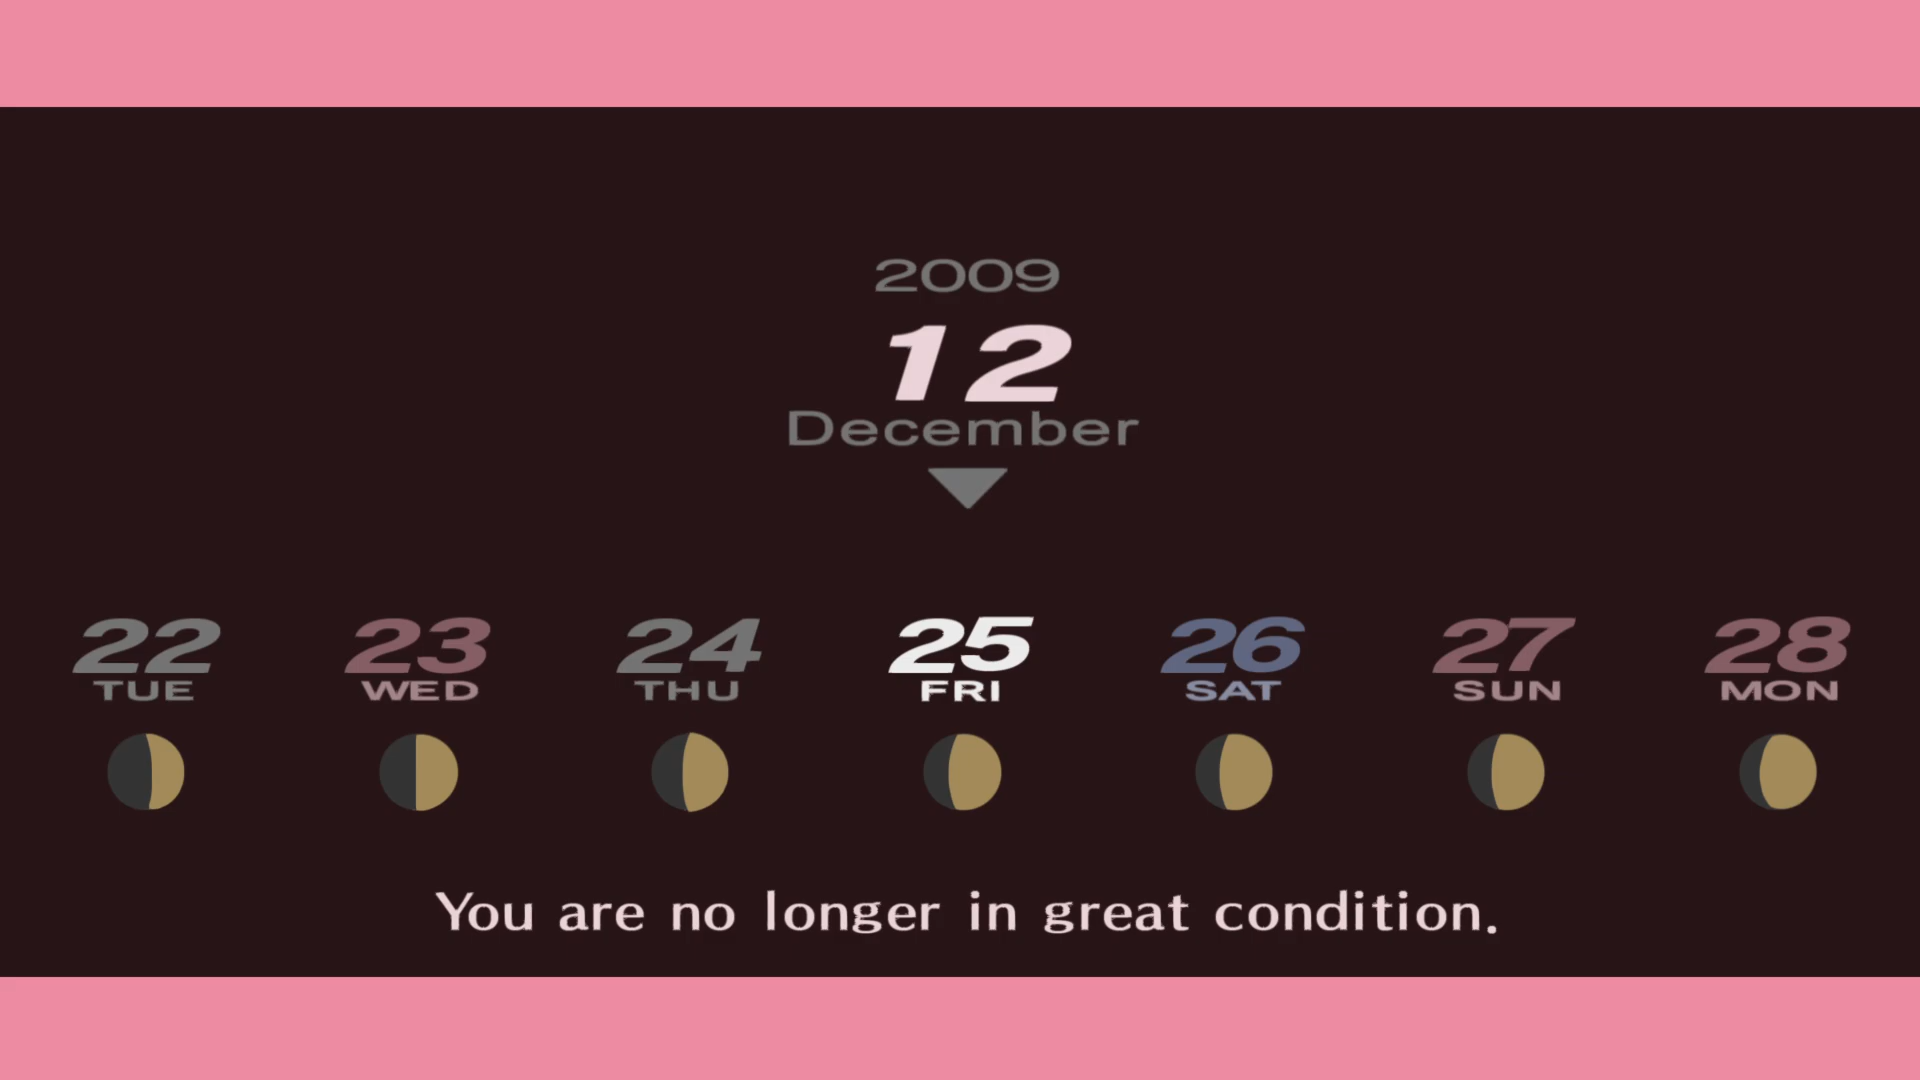 2009
12
December
22 23 24 25 26 27 28
TUE WED THU FRI SAT SUN MON
You are no longer in great condition.